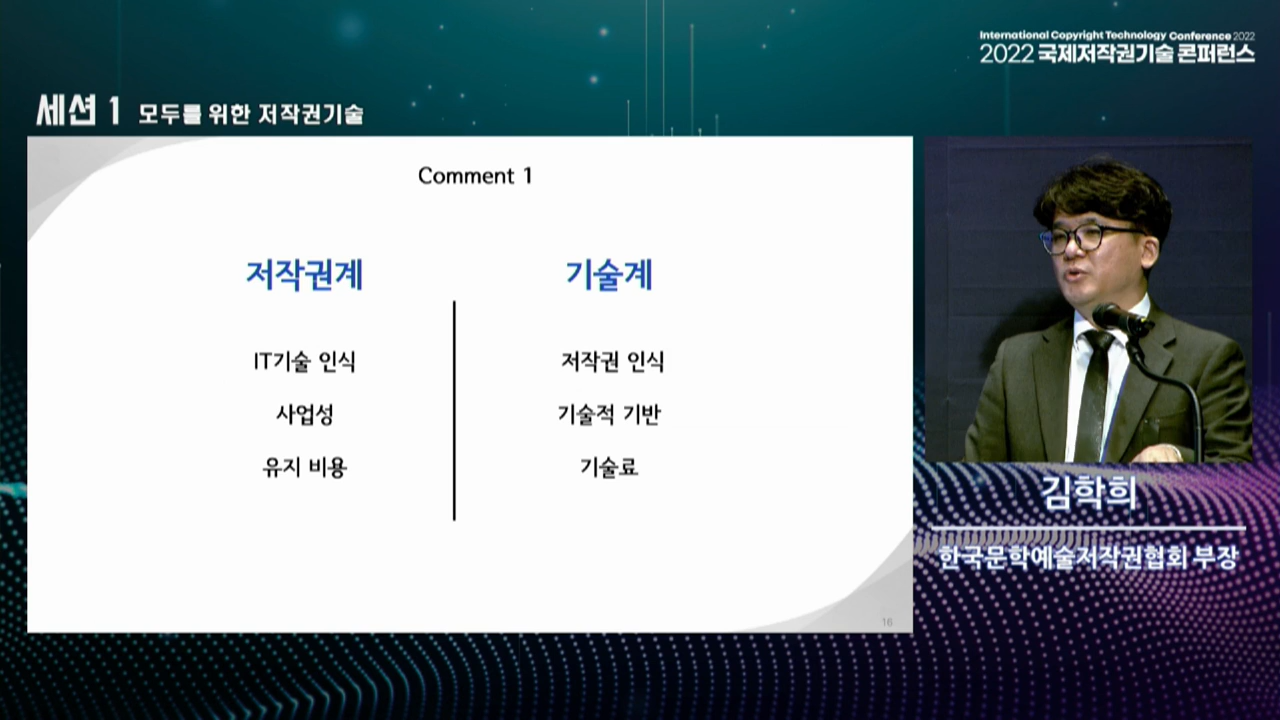 International Copyright Technology Conference 2022
2022 국제저작권기술 콘퍼런스
세션 1 모두를 위한 저작권기술
Comment 1
저작권계
기술계
IT기술 인식
저작권 인식
사업성
기술적 기반
유지 비용
기술료
16
김학희
한국문학예술저작권협회 부장